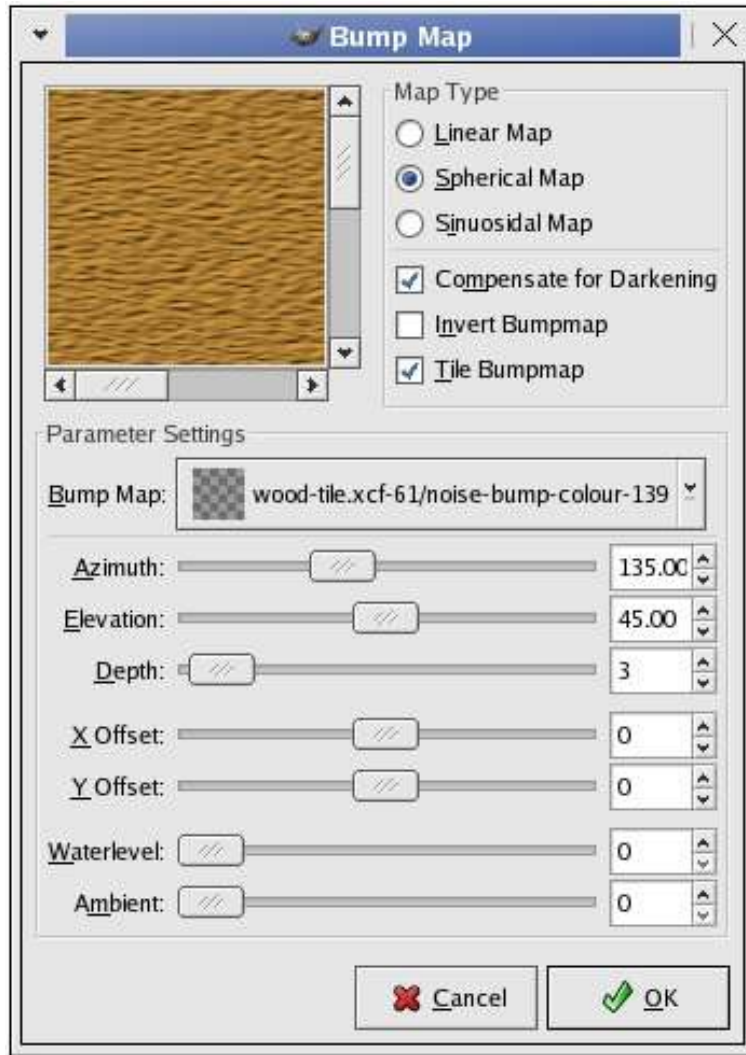 Bump Map
Map Type
Linear Map
Spherical Map
Sinuosidal Map
Compensate for Darkening
Invert Bumpmap
Tile Bumpmap
Parameter Settings
Bump Map: wood-tile.xcf-61/noise-bump-colour-139
Azimuth: 135.00
Elevation: 45.00
Depth: 3
X Offset: 0
Y Offset: 0
Waterlevel: 0
Ambient: 0
Cancel OK